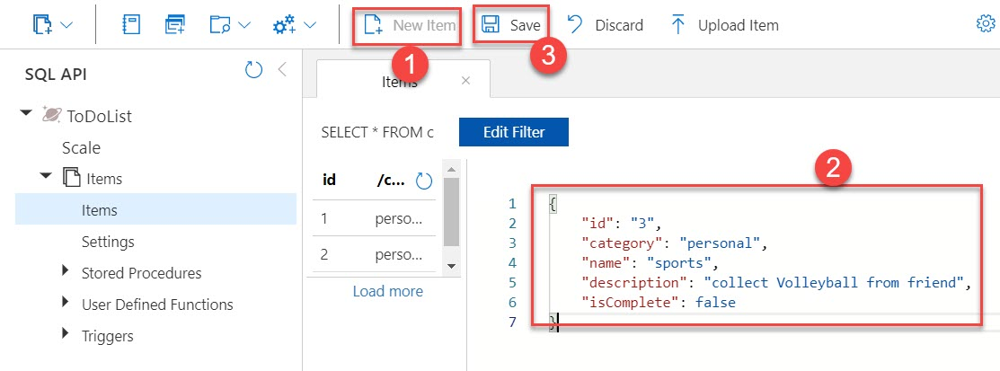 New Item Save Discard Upload Item
1 3
SQL API
Items
ToDoList
SELECT * FROM c Edit Filter
Scale
id /c...
Items
Items
1 perso...
Settings
2 perso...
Stored Procedures
Load more
User Defined Functions
Triggers
2
1 {
2 "id": "3",
3 "category": "personal",
4 "name": "sports",
5 "description": "collect Volleyball from friend",
6 "isComplete": false
7 }